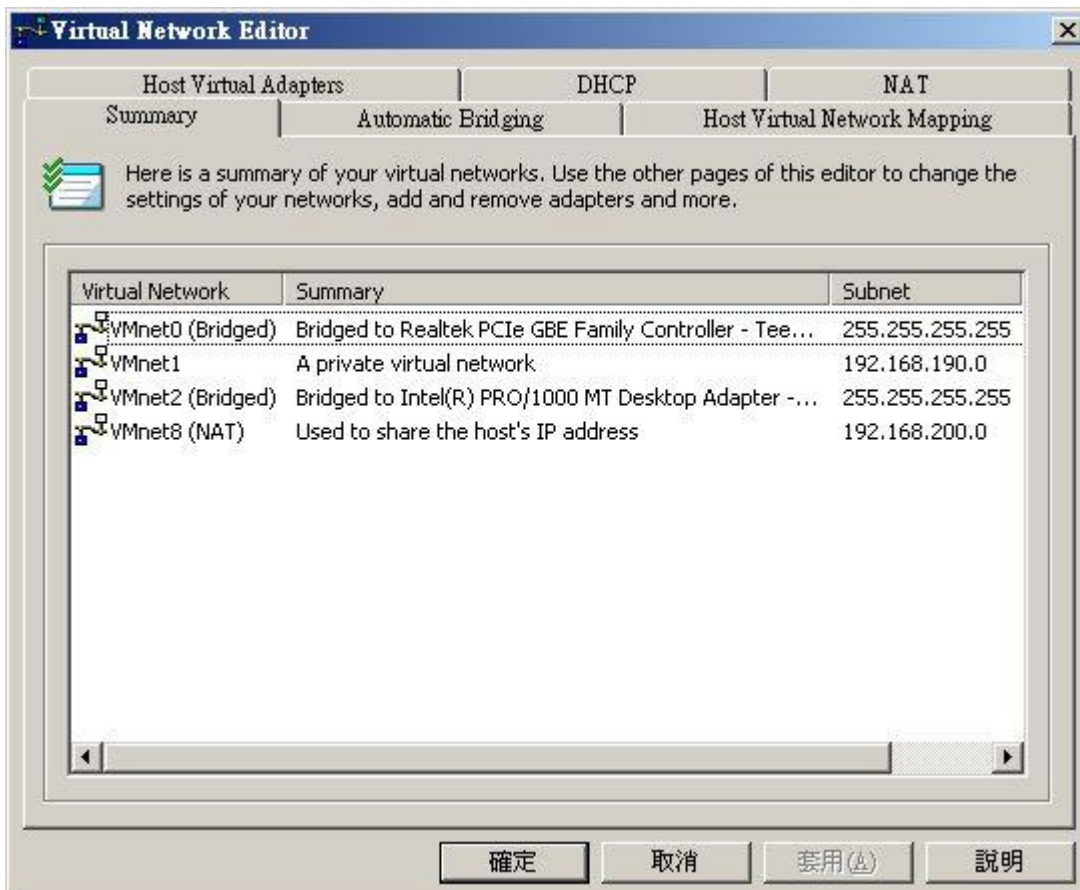 Virtual Network Editor
Host Virtual Adapters DHCP NAT
Summary Automatic Bridging Host Virtual Network Mapping
Here is a summary of your virtual networks. Use the other pages of this editor to change the
settings of your networks, add and remove adapters and more.
Virtual Network Summary Subnet
VMnet0 (Bridged) Bridged to Realtek PCIe GBE Family Controller - Tee... 255.255.255.255
VMnet1 A private virtual network 192.168.190.0
VMnet2 (Bridged) Bridged to Intel(R) PRO/1000 MT Desktop Adapter -... 255.255.255.255
VMnet8 (NAT) Used to share the host's IP address 192.168.200.0
確定 取消 套用(A) 說明